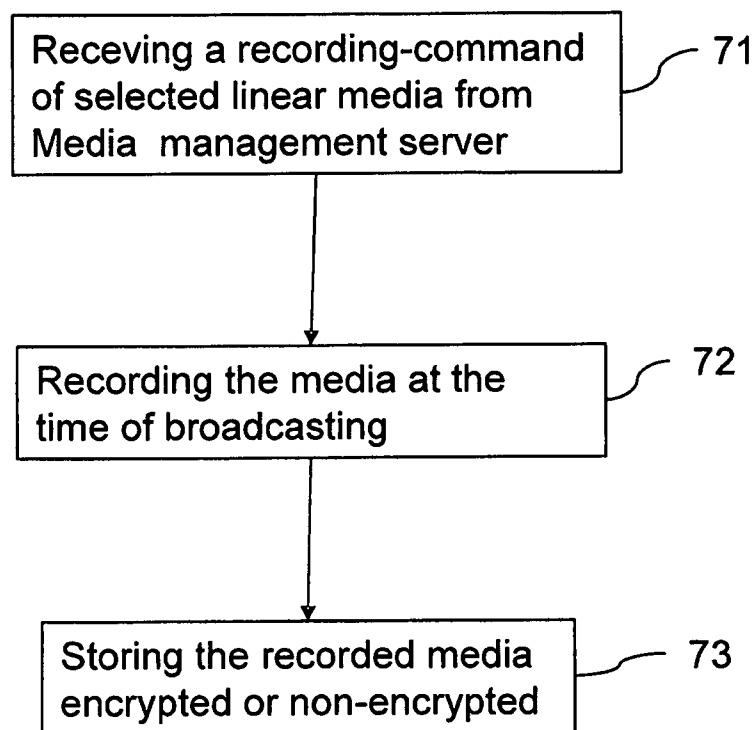 Receving a recording-command
of selected linear media from
Media management server
71
Recording the media at the
time of broadcasting
72
Storing the recorded media
encrypted or non-encrypted
73